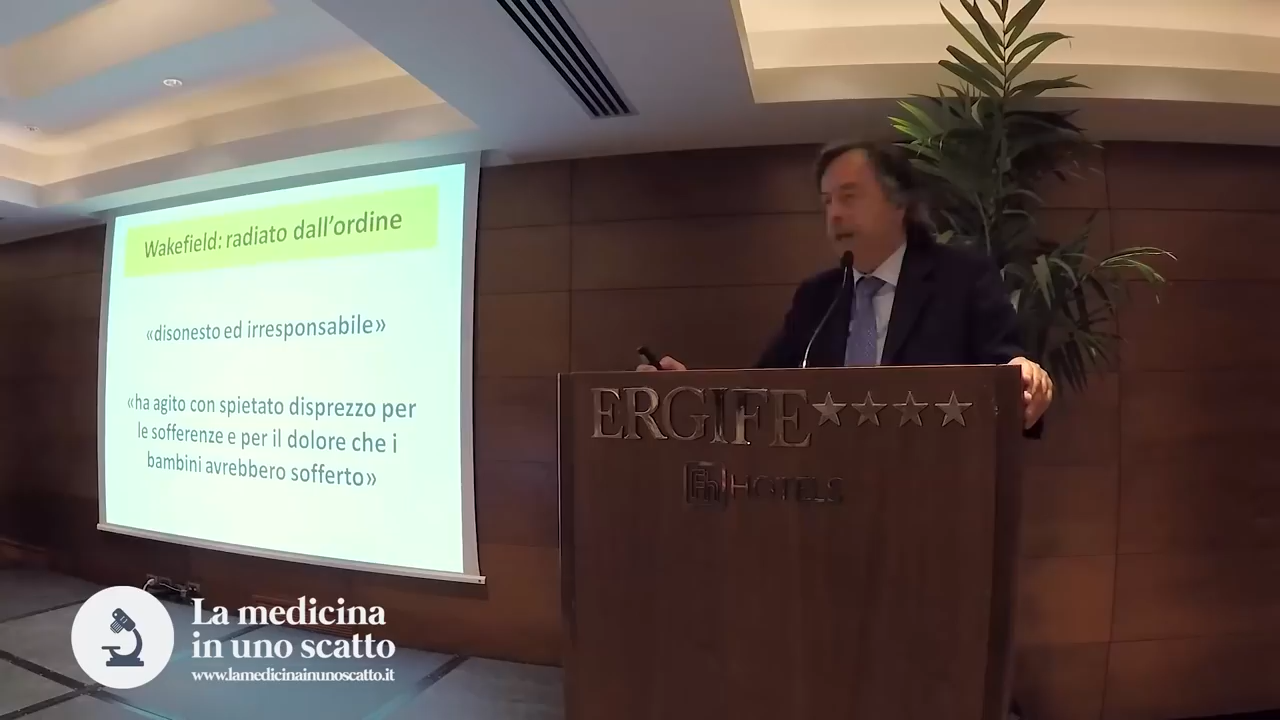 Wakefield: radiato dall'ordine
«disonesto ed irresponsabile»
«ha agito con spietato disprezzo per
le sofferenze e per il dolore che i
bambini avrebbero sofferto»
ERGIFE
HOTELS
La medicina
in uno scatto
www.lamedicinainunoscatto.it